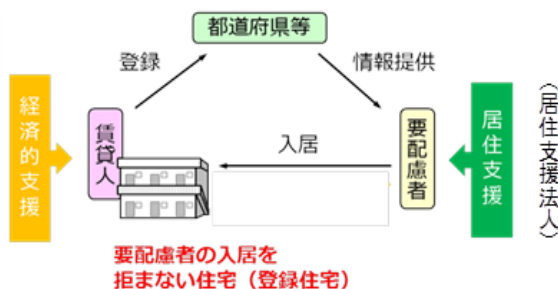 都道府県等
登録
情報提供
経済的支援
賃貸人
入居
要配慮者
居住支援
（居住支援法人）
要配慮者の入居を
拒まない住宅（登録住宅）